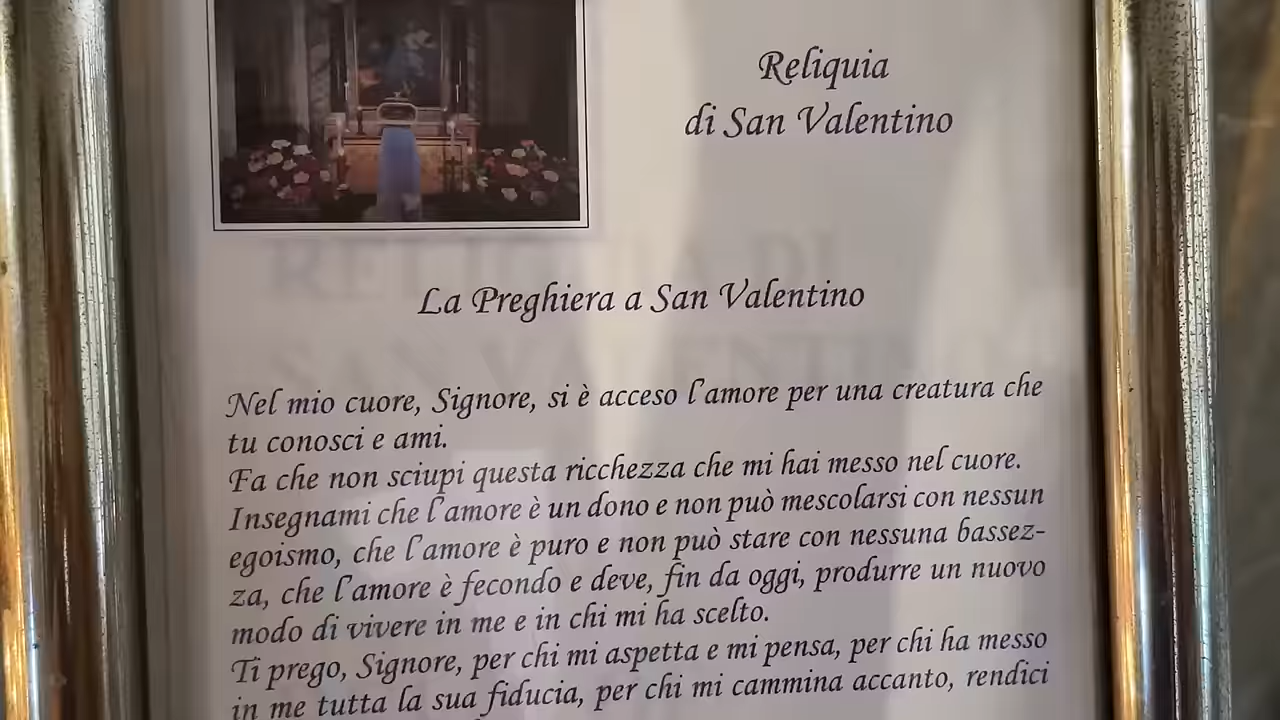 Reliquia
di San Valentino
RELIQUIA DI
SAN VALENTINO
La Preghiera a San Valentino
Nel mio cuore, Signore, si è acceso l'amore per una creatura che
tu conosci e ami.
Fa che non sciupi questa ricchezza che mi hai messo nel cuore.
Insegnami che l'amore è un dono e non può mescolarsi con nessun
egoismo, che l'amore è puro e non può stare con nessuna bassez-
za, che l'amore è fecondo e deve, fin da oggi, produrre un nuovo
modo di vivere in me e in chi mi ha scelto.
Ti prego, Signore, per chi mi aspetta e mi pensa, per chi ha messo
in me tutta la sua fiducia, per chi mi cammina accanto, rendici